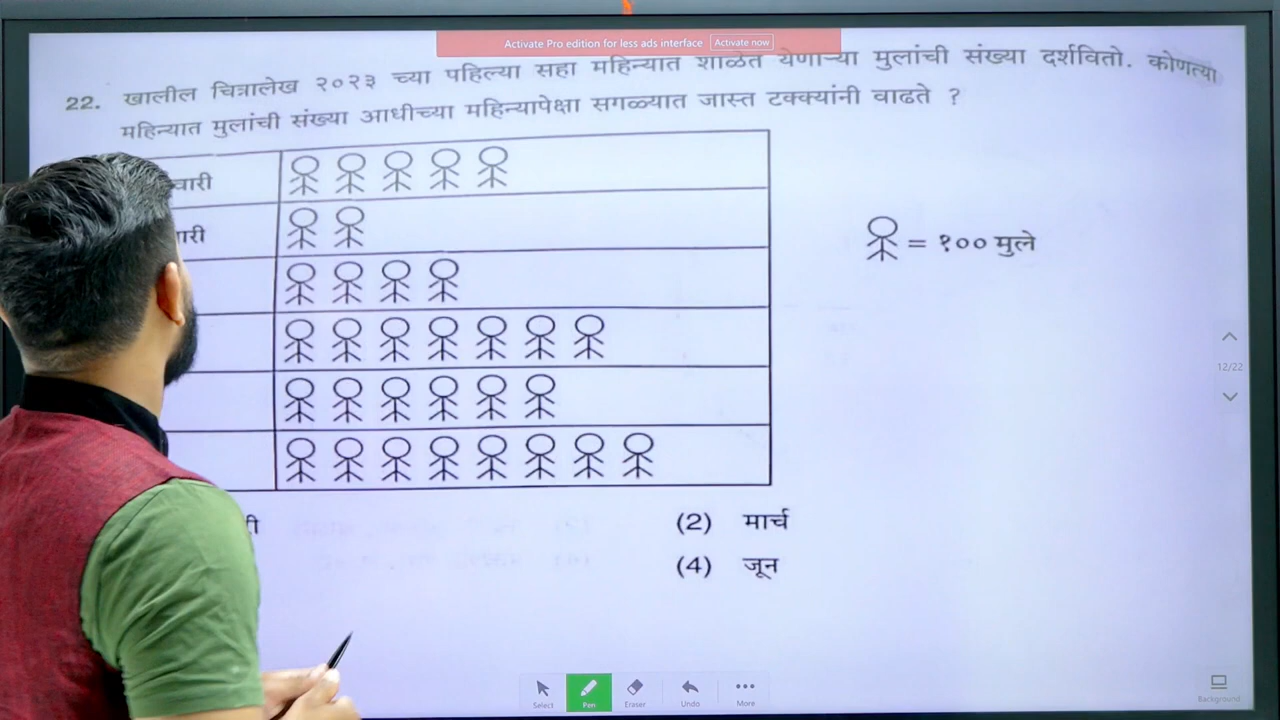 Activate Pro edition for less ads interface Activate now
22. खालील चित्रालेख २०२३ च्या पहिल्या सहा महिन्यात शाळेत येणाऱ्या मुलांची संख्या दर्शवितो. कोणत्या
महिन्यात मुलांची संख्या आधीच्या महिन्यापेक्षा सगळ्यात जास्त टक्क्यांनी वाढते ?
वारी
ारी
= १०० मुले
12/22
ी (2) मार्च
(4) जून
Select Pen Eraser Undo More Background